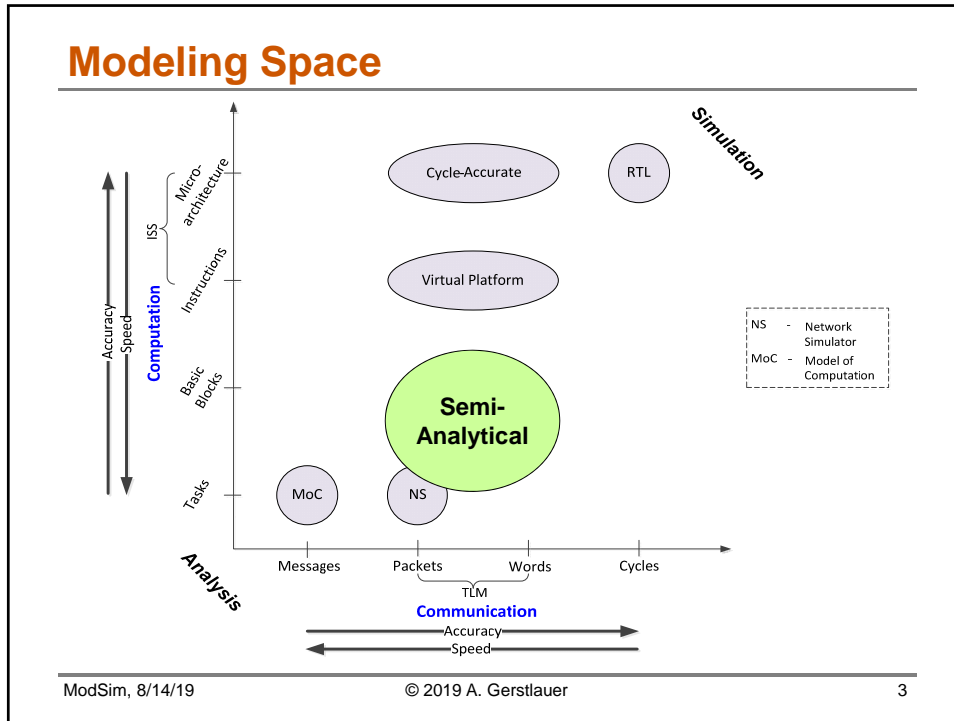 Modeling Space
Simulation
Micro-
architecture
Cycle-Accurate
RTL
ISS
Instructions
Virtual Platform
Accuracy
Speed
Computation
NS - Network
Simulator
MoC - Model of
Computation
Basic
Blocks
Semi-
Analytical
Tasks
MoC
NS
Analysis
Messages
Packets
Words
Cycles
TLM
Communication
Accuracy
Speed
ModSim, 8/14/19
© 2019 A. Gerstlauer
3